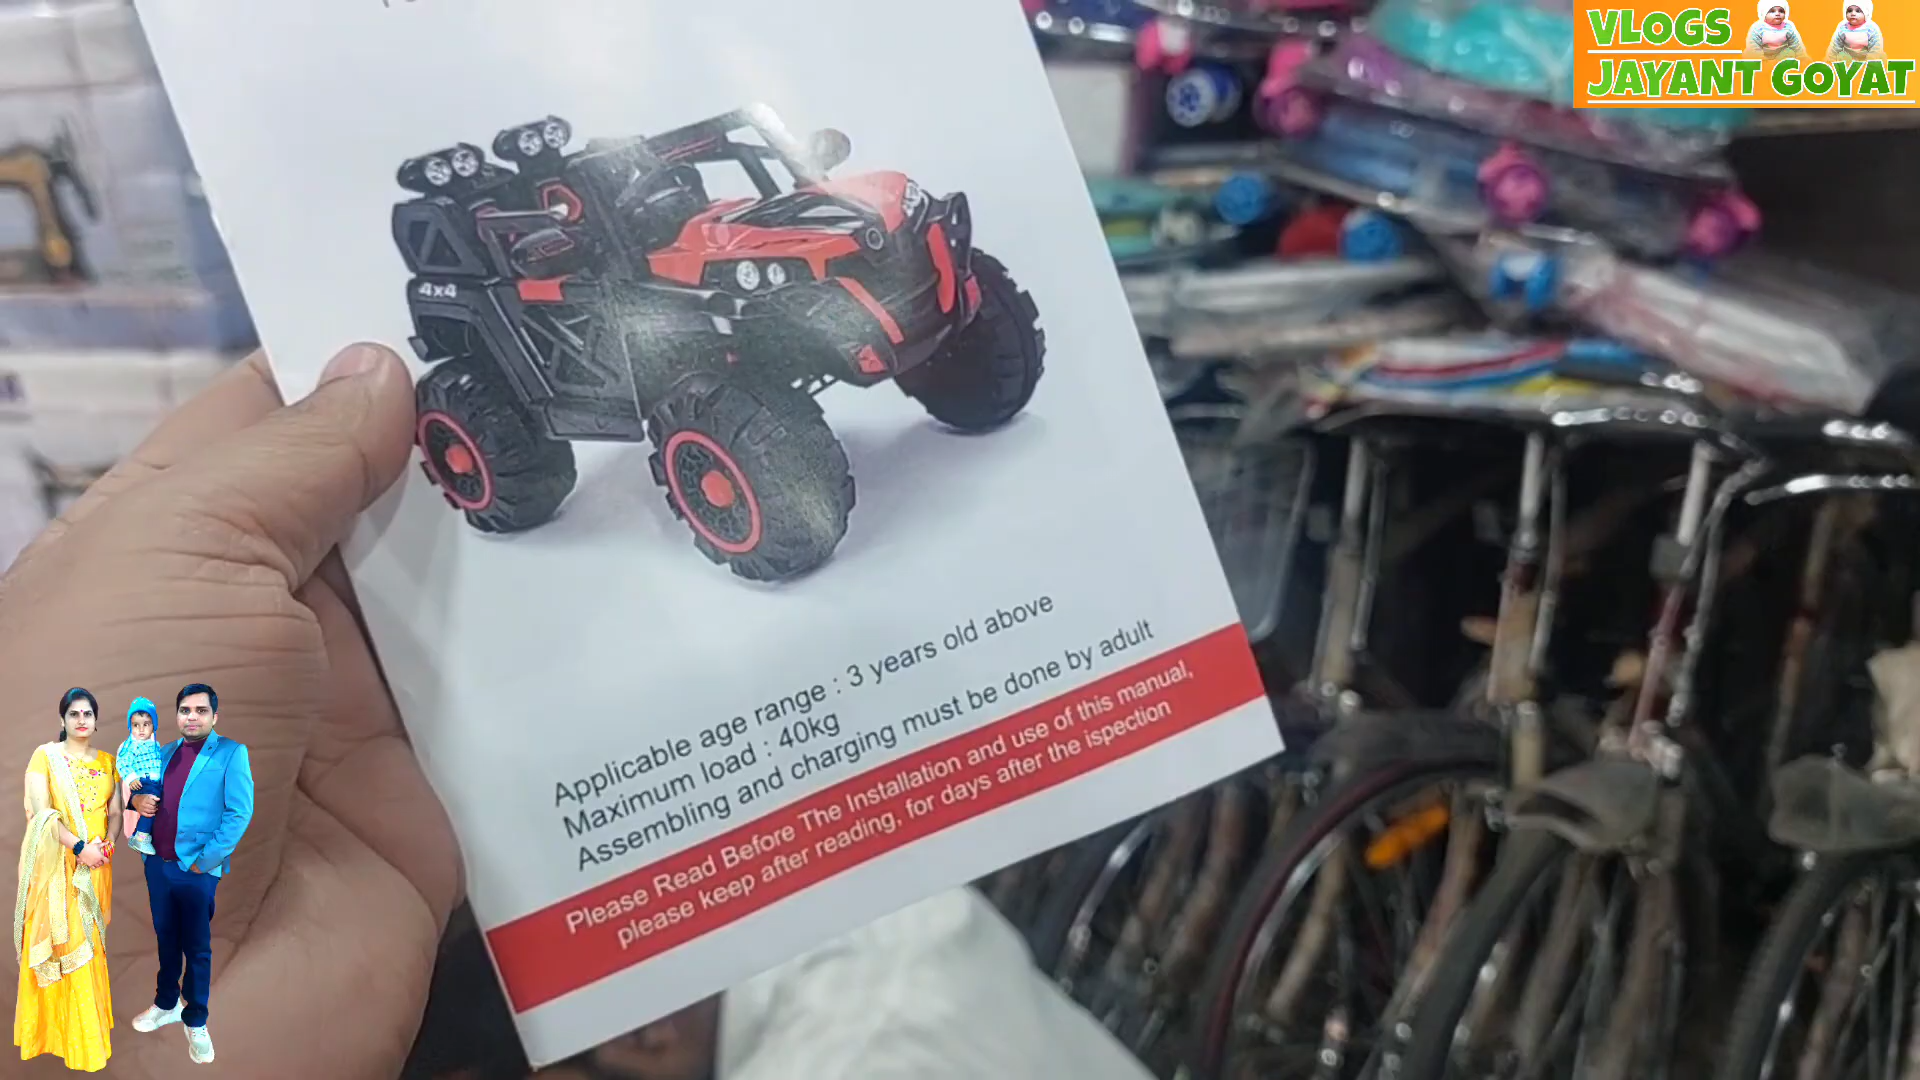 VLOGS
JAYANT GOYAT
4x4
Applicable age range : 3 years old above
Maximum load : 40kg
Assembling and charging must be done by adult
Please Read Before The Installation and use of this manual,
please keep after reading, for days after the ispection